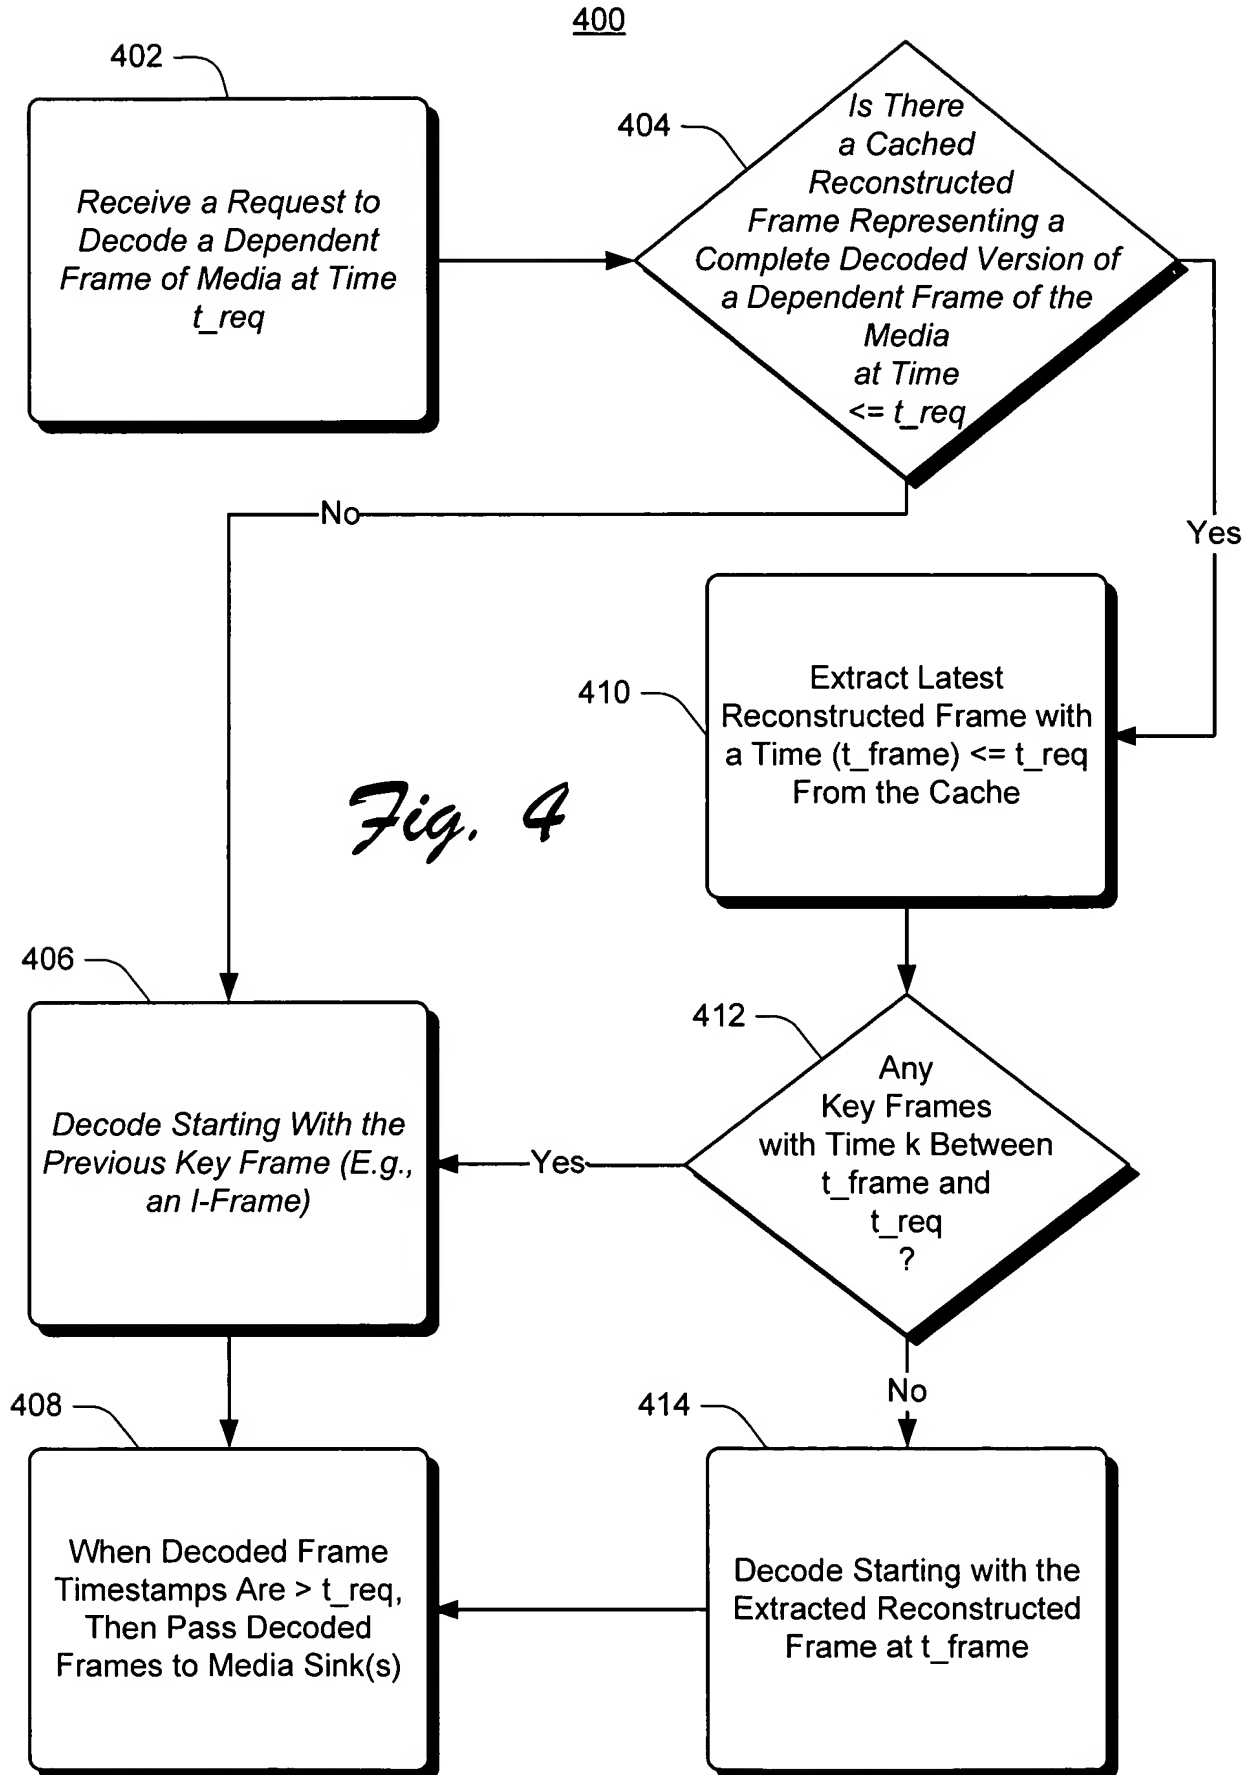 400
402
Receive a Request to
Decode a Dependent
Frame of Media at Time
t_req
404
Is There
a Cached
Reconstructed
Frame Representing a
Complete Decoded Version of
a Dependent Frame of the
Media
at Time
<= t_req
No
Yes
410
Extract Latest
Reconstructed Frame with
a Time (t_frame) <= t_req
From the Cache
Fig. 4
406
Decode Starting With the
Previous Key Frame (E.g.,
an I-Frame)
412
Any
Key Frames
with Time k Between
t_frame and
t_req
?
Yes
No
408
When Decoded Frame
Timestamps Are > t_req,
Then Pass Decoded
Frames to Media Sink(s)
414
Decode Starting with the
Extracted Reconstructed
Frame at t_frame